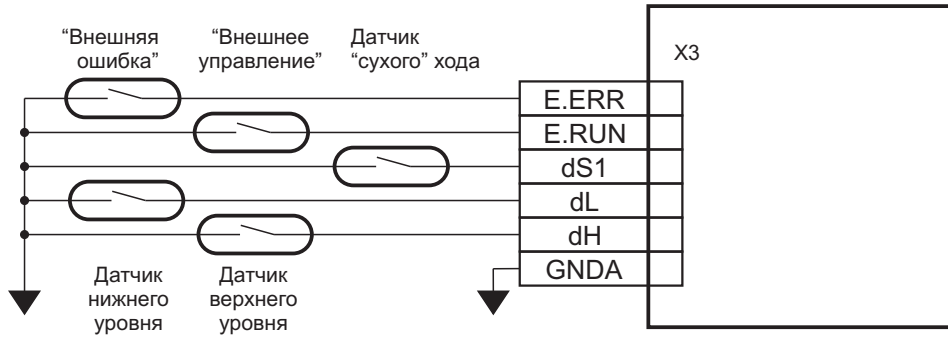 “Внешняя
ошибка”
“Внешнее
управление”
Датчик
“сухого” хода
X3
E.ERR
E.RUN
dS1
dL
dH
GNDA
Датчик
нижнего
уровня
Датчик
верхнего
уровня